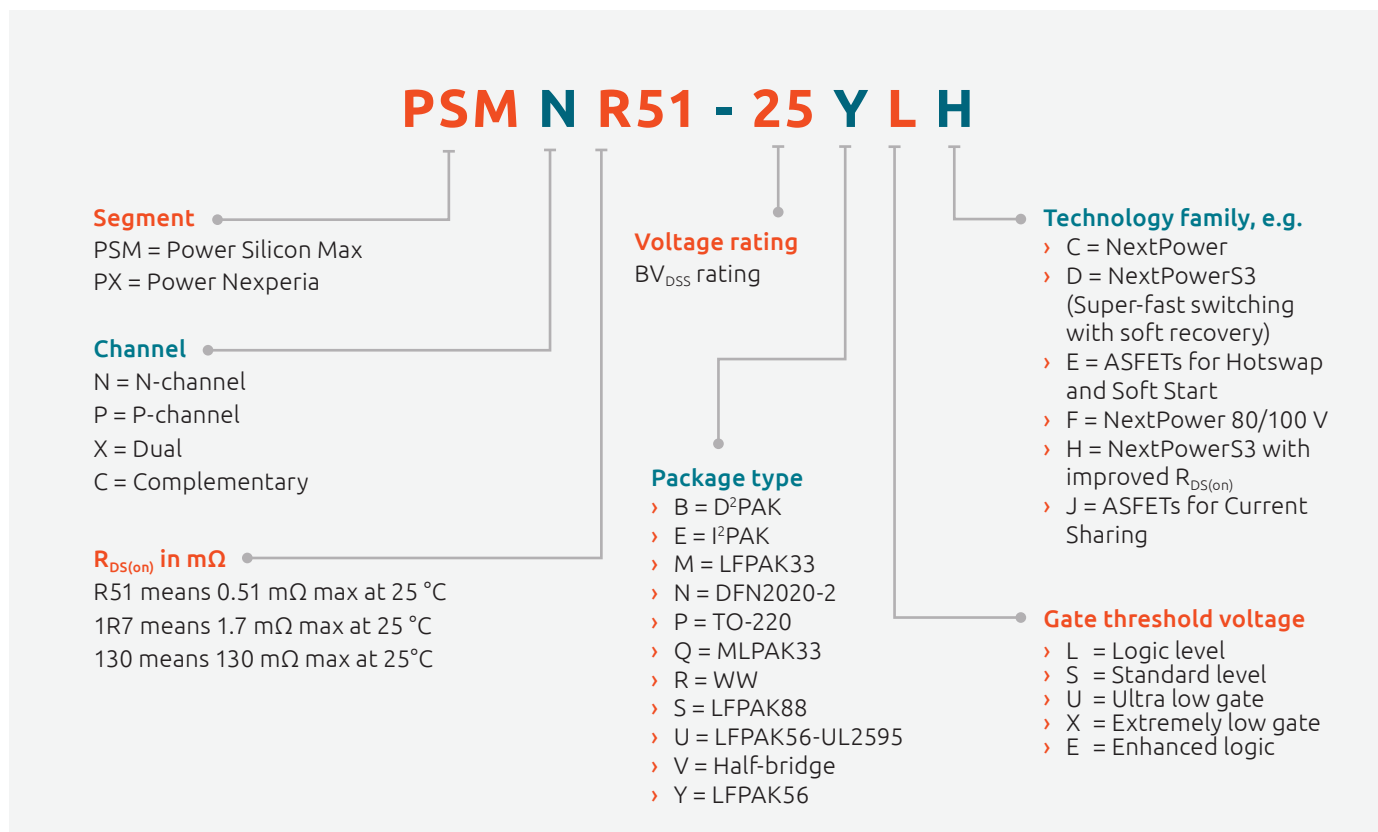 PSM N R51 - 25 Y L H
Segment
PSM = Power Silicon Max
PX = Power Nexperia
Channel
N = N-channel
P = P-channel
X = Dual
C = Complementary
RDS(on) in mΩ
R51 means 0.51 mΩ max at 25 °C
1R7 means 1.7 mΩ max at 25 °C
130 means 130 mΩ max at 25°C
Voltage rating
BVDSS rating
Package type
› B = D²PAK
› E = I²PAK
› M = LFPAK33
› N = DFN2020-2
› P = TO-220
› Q = MLPAK33
› R = WW
› S = LFPAK88
› U = LFPAK56-UL2595
› V = Half-bridge
› Y = LFPAK56
Technology family, e.g.
› C = NextPower
› D = NextPowerS3
(Super-fast switching
with soft recovery)
› E = ASFETs for Hotswap
and Soft Start
› F = NextPower 80/100 V
› H = NextPowerS3 with
improved RDS(on)
› J = ASFETs for Current
Sharing
Gate threshold voltage
› L = Logic level
› S = Standard level
› U = Ultra low gate
› X = Extremely low gate
› E = Enhanced logic